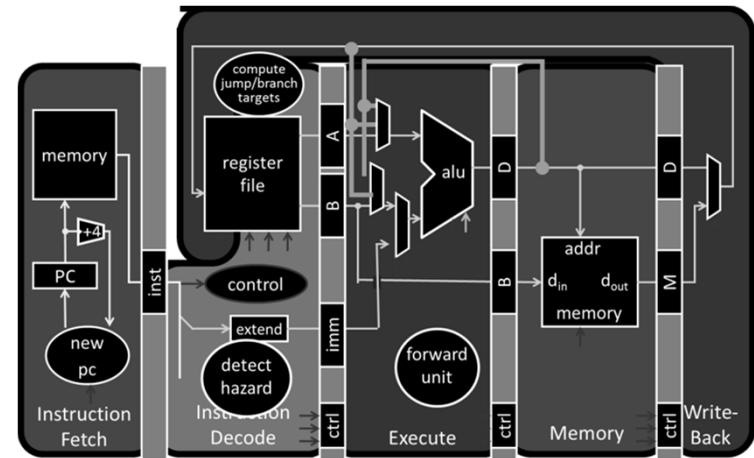 compute
jump/branch
targets
memory
register
file
A
B
alu
D
D
+4
PC
new
pc
inst
control
extend
detect
hazard
imm
forward
unit
B
addr
d_in d_out
memory
M
Instruction
Fetch
Instruction
Decode
ctrl
Execute
ctrl
Memory
ctrl
Write-
Back